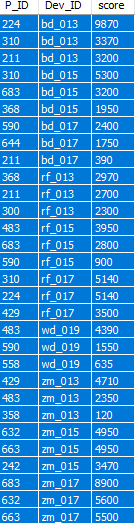 P_ID Dev_ID score
224 bd_013 9870
310 bd_013 3370
211 bd_013 3200
310 bd_015 5300
683 bd_015 3200
368 bd_015 1950
590 bd_017 2400
644 bd_017 1750
211 bd_017 390
368 rf_013 2970
211 rf_013 2700
300 rf_013 2300
483 rf_015 3950
683 rf_015 2800
590 rf_015 900
310 rf_017 5140
224 rf_017 5140
429 rf_017 3500
483 wd_019 4390
590 wd_019 1550
558 wd_019 635
429 zm_013 4710
483 zm_013 2350
358 zm_013 120
632 zm_015 4950
663 zm_015 4950
242 zm_015 3470
683 zm_017 8900
632 zm_017 5600
663 zm_017 5500